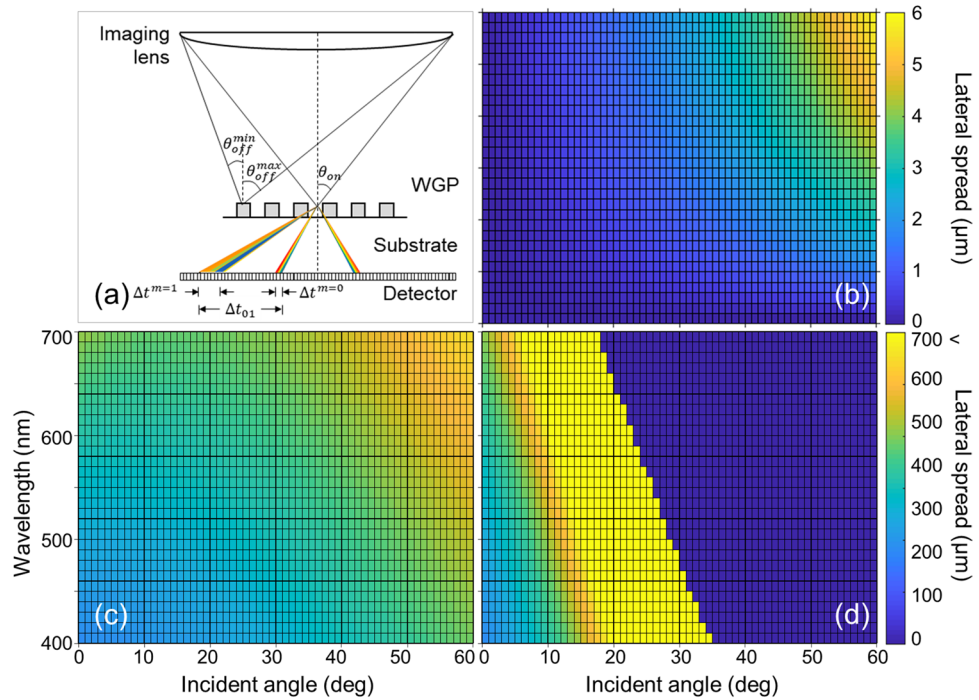 Imaging
lens
θ_off^min
θ_off^max
θ_on
WGP
Substrate
Detector
(a)
Δt^m=1
Δt^m=0
Δt_01
(b)
6
5
4
3
2
1
0
Lateral spread (μm)
700
600
500
400
Wavelength (nm)
(c)
0
10
20
30
40
50
60
Incident angle (deg)
(d)
0
10
20
30
40
50
60
Incident angle (deg)
700 <
600
500
400
300
200
100
0
Lateral spread (μm)